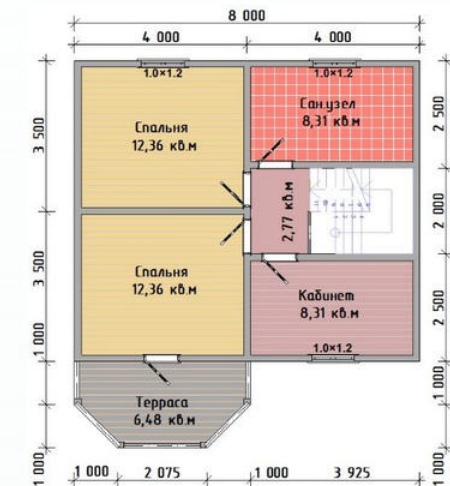 8 000
4 000
4 000
1.0×1.2
1.0×1.2
Спальня
12,36 кв.м
Сан.узел
8,31 кв.м
3 500
2 500
2,77 кв.м
2 000
Спальня
12,36 кв.м
3 500
Кабинет
8,31 кв.м
2 500
1.0×1.2
1 000
Терраса
6,48 кв.м
1 000
1 000
1 000
1 000
2 075
1 000
3 925